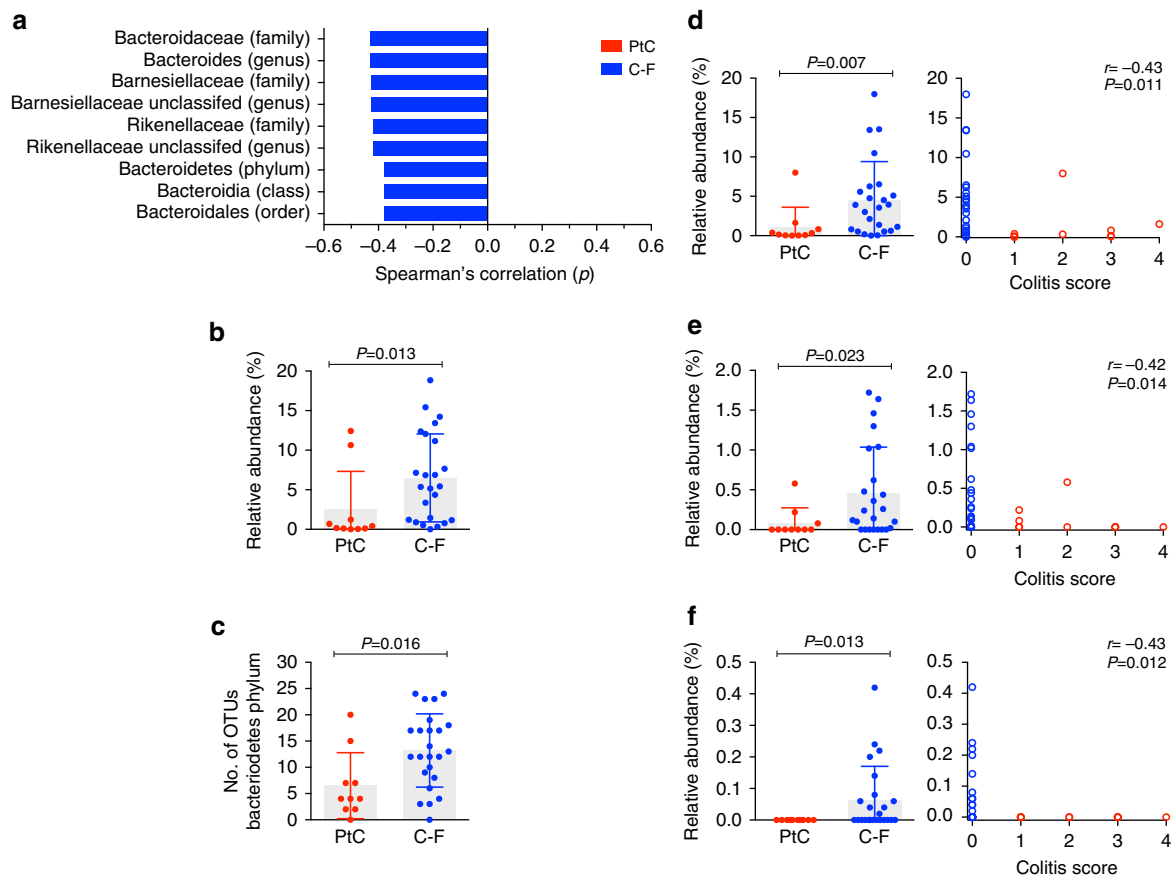 a
Bacteroidaceae (family)
Bacteroides (genus)
Barnesiellaceae (family)
Barnesiellaceae unclassifed (genus)
Rikenellaceae (family)
Rikenellaceae unclassifed (genus)
Bacteroidetes (phylum)
Bacteroidia (class)
Bacteroidales (order)
−0.6 −0.4 −0.2 0.0 0.2 0.4 0.6
Spearman's correlation (p)
PtC
C-F
b
P=0.013
Relative abundance (%)
20
15
10
5
0
PtC C-F
c
P=0.016
No. of OTUs
bacteriodetes phylum
30
25
20
15
10
5
0
PtC C-F
d
P=0.007
Relative abundance (%)
20
15
10
5
0
PtC C-F
r= −0.43
P=0.011
20
15
10
5
0
0 1 2 3 4
Colitis score
e
P=0.023
Relative abundance (%)
2.0
1.5
1.0
0.5
0.0
PtC C-F
r= −0.42
P=0.014
2.0
1.5
1.0
0.5
0.0
0 1 2 3 4
Colitis score
f
P=0.013
Relative abundance (%)
0.5
0.4
0.3
0.2
0.1
0.0
PtC C-F
r= −0.43
P=0.012
0.5
0.4
0.3
0.2
0.1
0.0
0 1 2 3 4
Colitis score